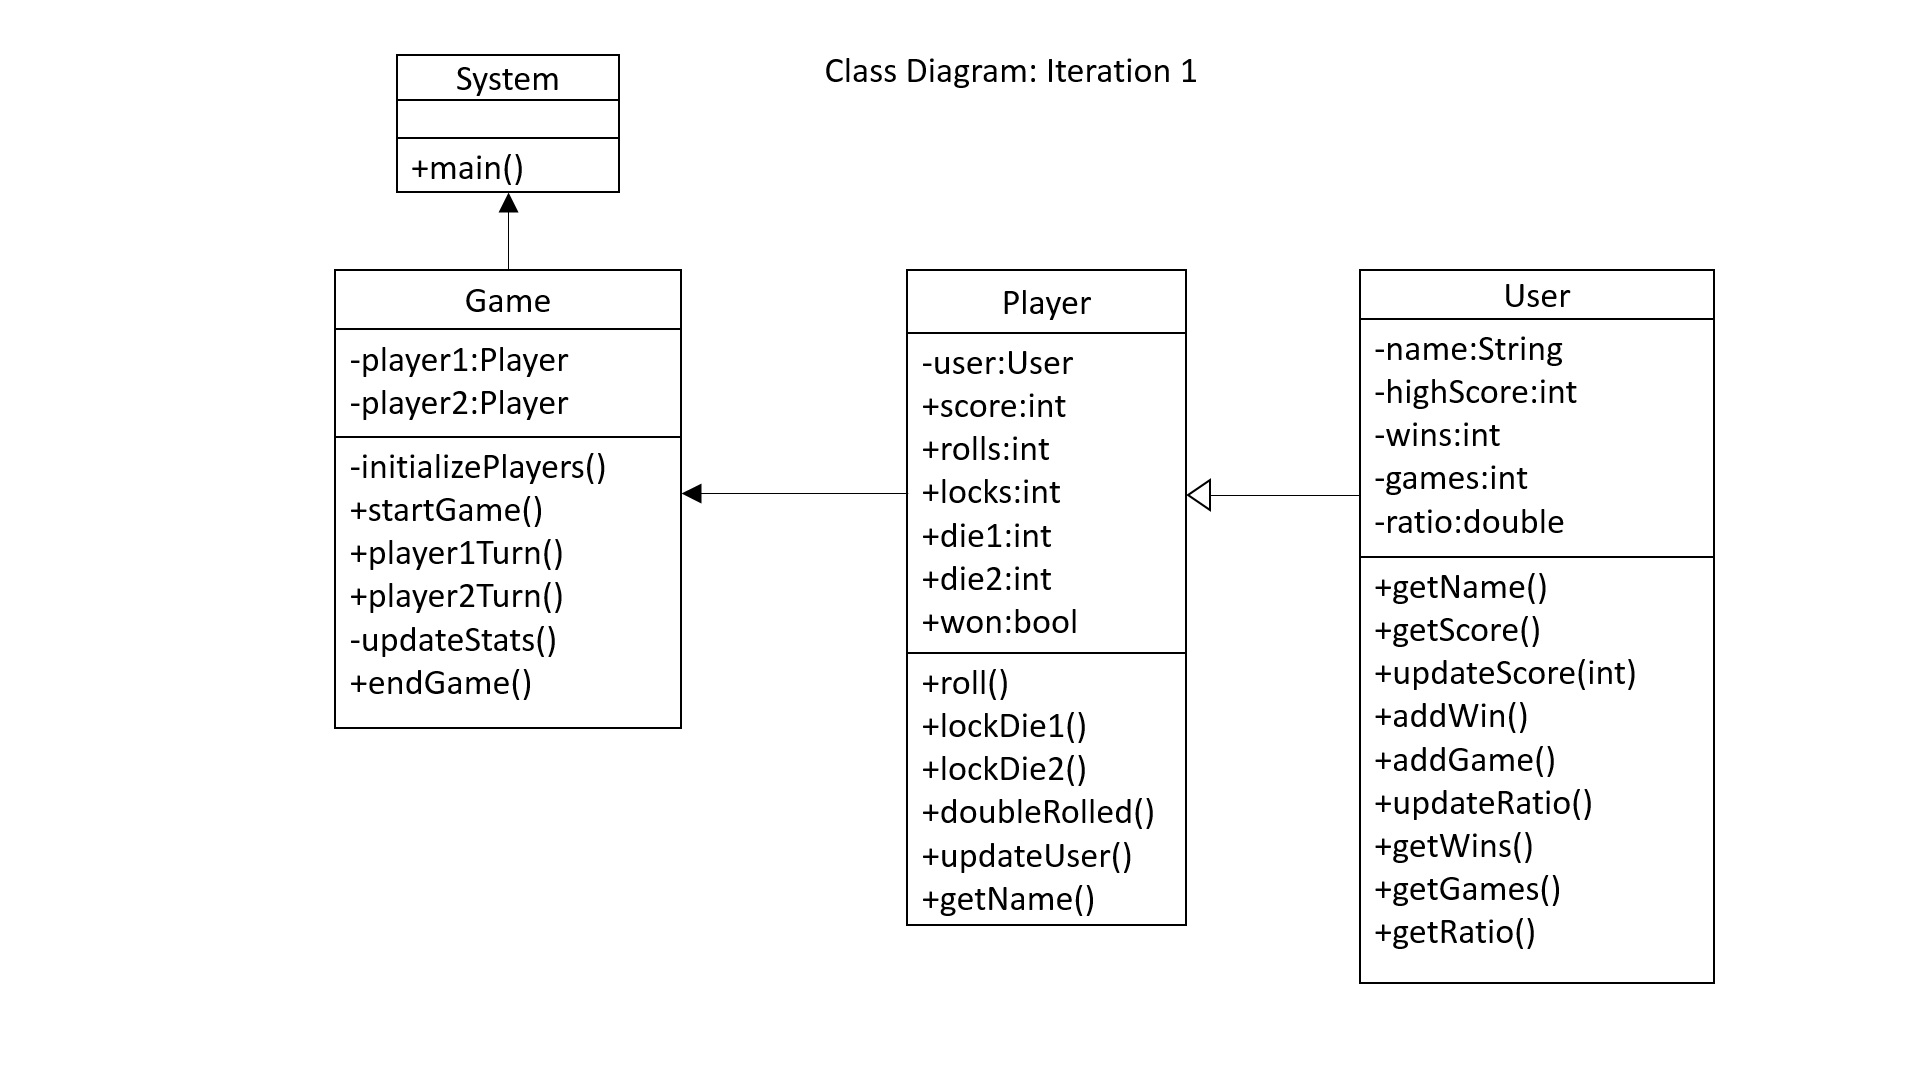 Class Diagram: Iteration 1
System
+main()
Game
-player1:Player
-player2:Player
-initializePlayers()
+startGame()
+player1Turn()
+player2Turn()
-updateStats()
+endGame()
Player
-user:User
+score:int
+rolls:int
+locks:int
+die1:int
+die2:int
+won:bool
+roll()
+lockDie1()
+lockDie2()
+doubleRolled()
+updateUser()
+getName()
User
-name:String
-highScore:int
-wins:int
-games:int
-ratio:double
+getName()
+getScore()
+updateScore(int)
+addWin()
+addGame()
+updateRatio()
+getWins()
+getGames()
+getRatio()